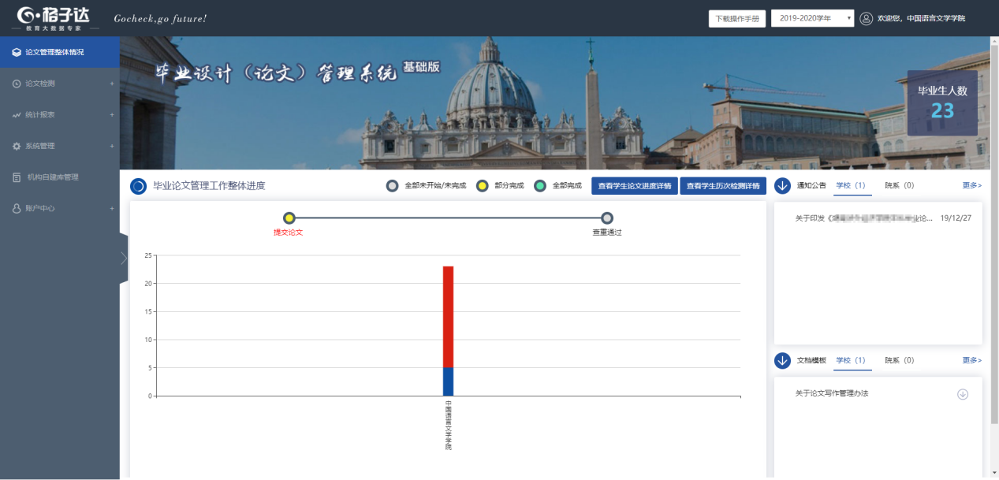 格子达
教育大数据专家
Gocheck,go future!
下载操作手册
2019-2020学年
欢迎您，中国语言文学学院
论文管理整体情况
论文检测 +
统计报表 +
系统管理 +
机构自建库管理
账户中心 +
毕业设计（论文）管理系统 基础版
毕业生人数
23
毕业论文管理工作整体进度
全部未开始/未完成
部分完成
全部完成
查看学生论文进度详情
查看学生历次检测详情
提交论文
查重通过
25
20
15
10
5
0
中国语言文学学院
通知公告 学校（1） 院系（0） 更多>
关于印发《 业论... 19/12/27
文档模板 学校（1） 院系（0） 更多>
关于论文写作管理办法